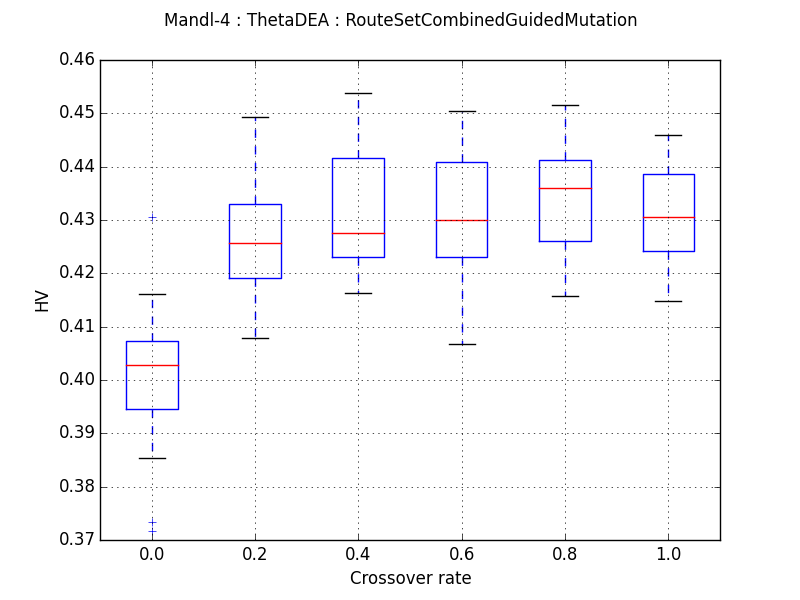 Mandl-4 : ThetaDEA : RouteSetCombinedGuidedMutation
0.46
0.45
0.44
0.43
0.42
0.41
0.40
0.39
0.38
0.37
HV
0.0 0.2 0.4 0.6 0.8 1.0
Crossover rate